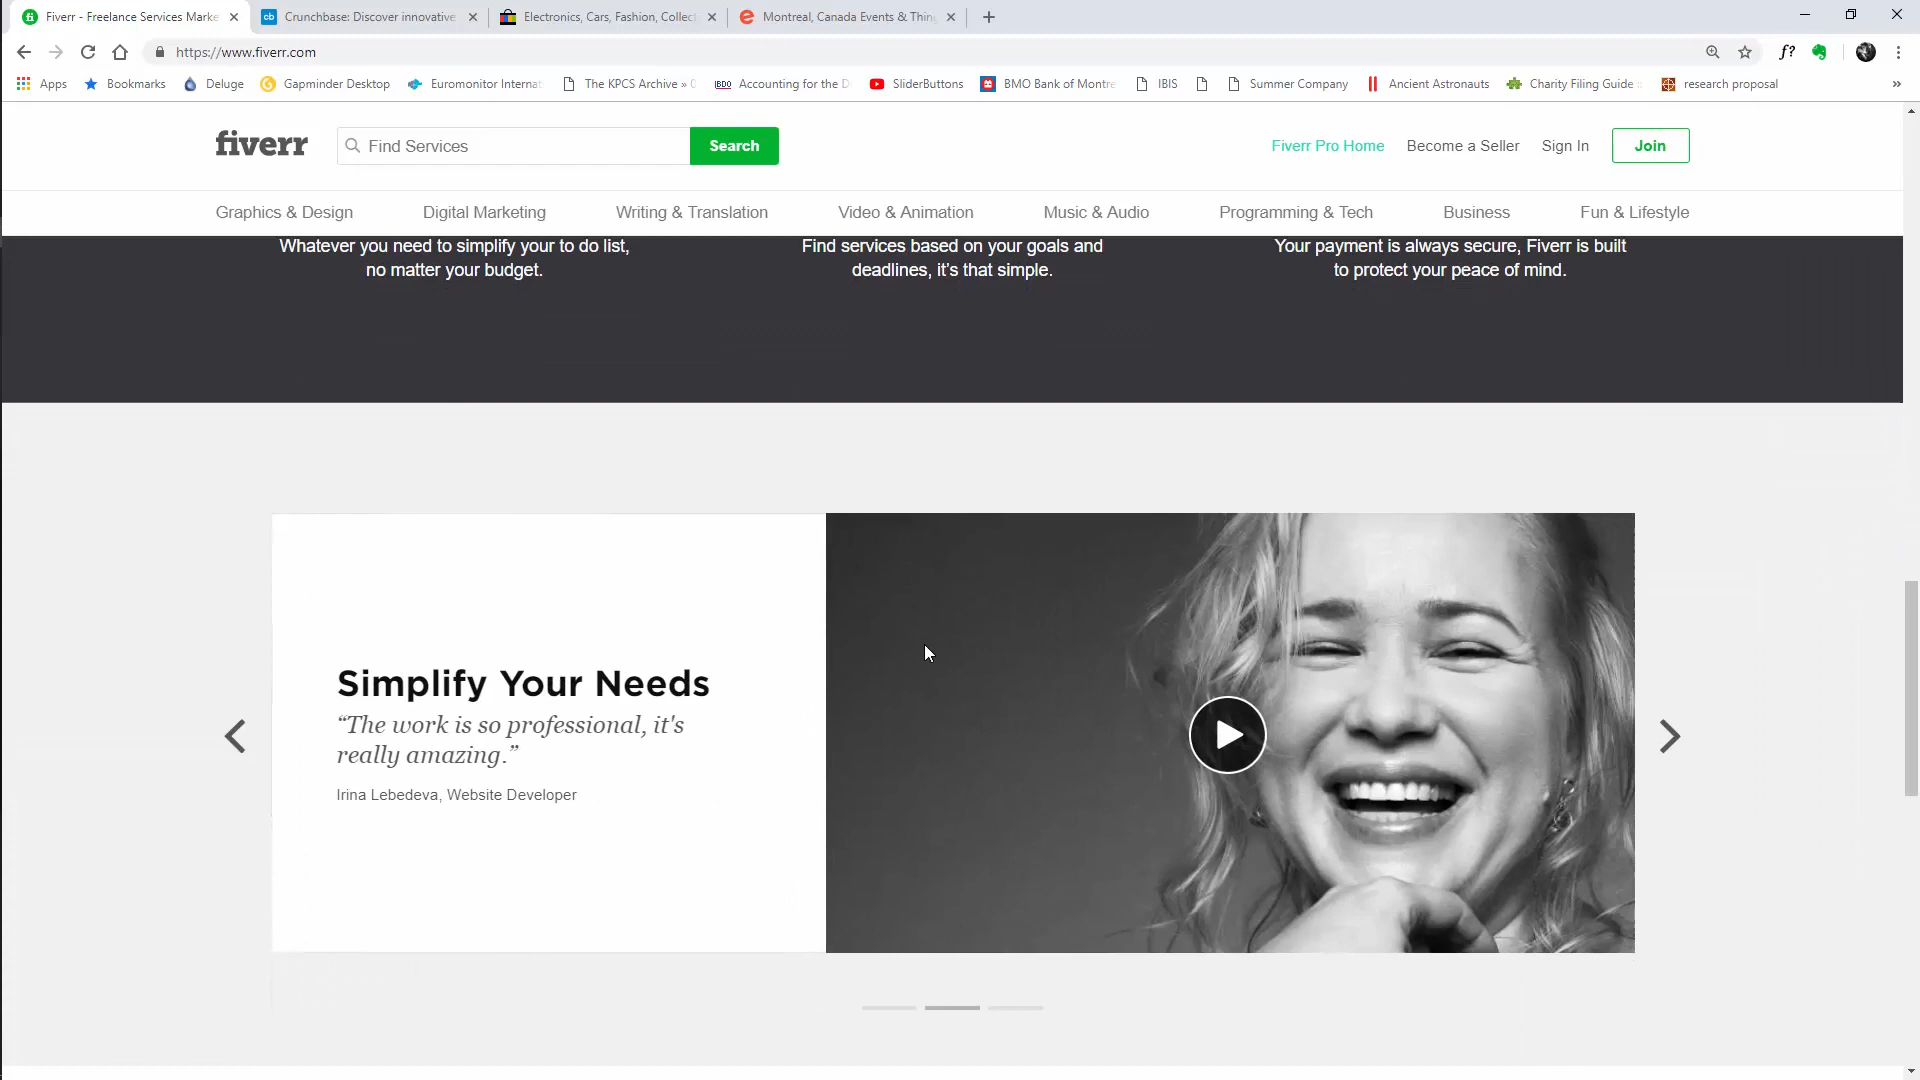 Fiverr - Freelance Services Marke
Crunchbase: Discover innovative
Electronics, Cars, Fashion, Collec
Montreal, Canada Events & Thin
https://www.fiverr.com
f?
Apps
Bookmarks
Deluge
Gapminder Desktop
Euromonitor Internat
The KPCS Archive » 0
BDO
Accounting for the D
SliderButtons
BMO Bank of Montre
IBIS
Summer Company
Ancient Astronauts
Charity Filing Guide
research proposal
»
fiverr
Find Services
Search
Fiverr Pro Home
Become a Seller
Sign In
Join
Graphics & Design
Digital Marketing
Writing & Translation
Video & Animation
Music & Audio
Programming & Tech
Business
Fun & Lifestyle
Whatever you need to simplify your to do list,
no matter your budget.
Find services based on your goals and
deadlines, it's that simple.
Your payment is always secure, Fiverr is built
to protect your peace of mind.
Simplify Your Needs
“The work is so professional, it's
really amazing.”
Irina Lebedeva, Website Developer